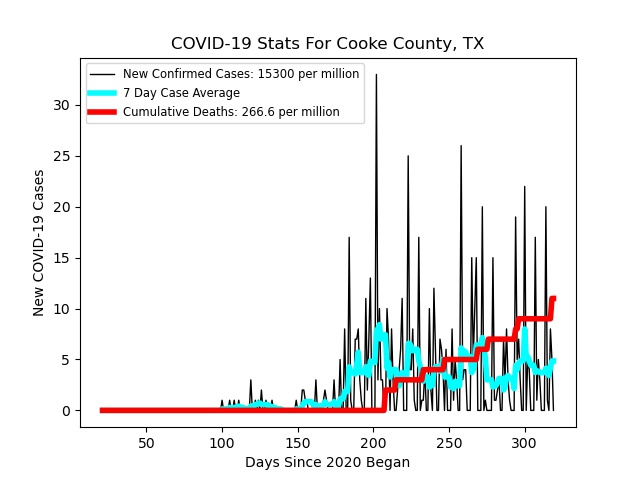 COVID-19 Stats For Cooke County, TX
New Confirmed Cases: 15300 per million
7 Day Case Average
Cumulative Deaths: 266.6 per million
New COVID-19 Cases
30
25
20
15
10
5
0
50 100 150 200 250 300
Days Since 2020 Began